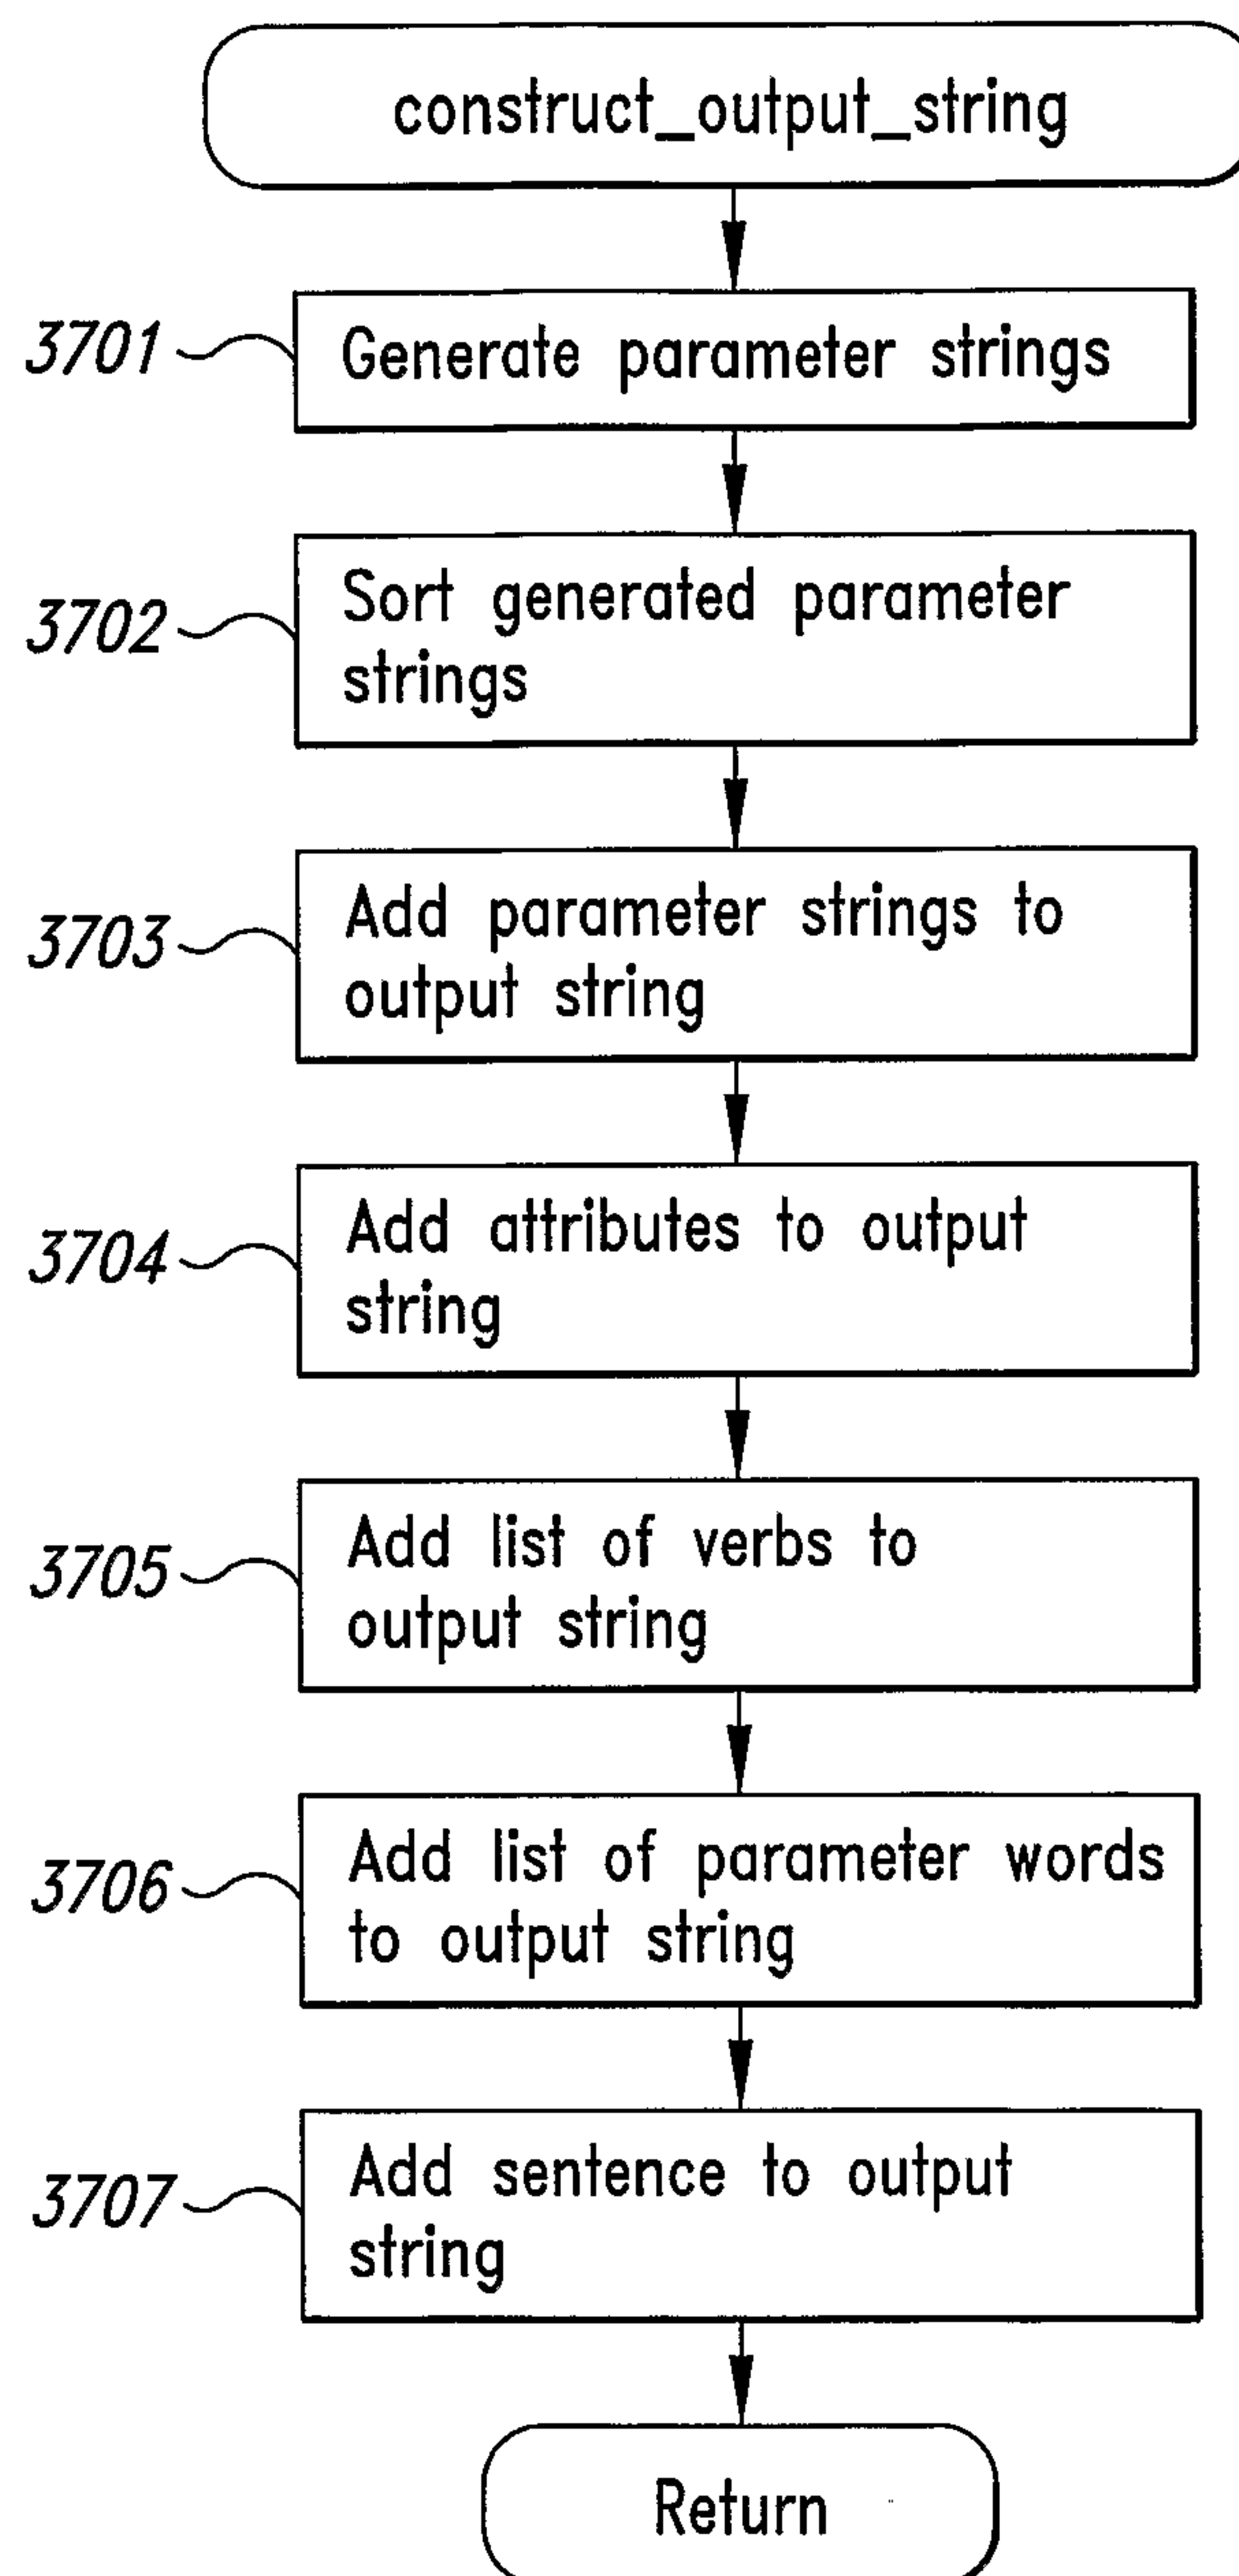 construct_output_string
3701
Generate parameter strings
3702
Sort generated parameter
strings
3703
Add parameter strings to
output string
3704
Add attributes to output
string
3705
Add list of verbs to
output string
3706
Add list of parameter words
to output string
3707
Add sentence to output
string
Return